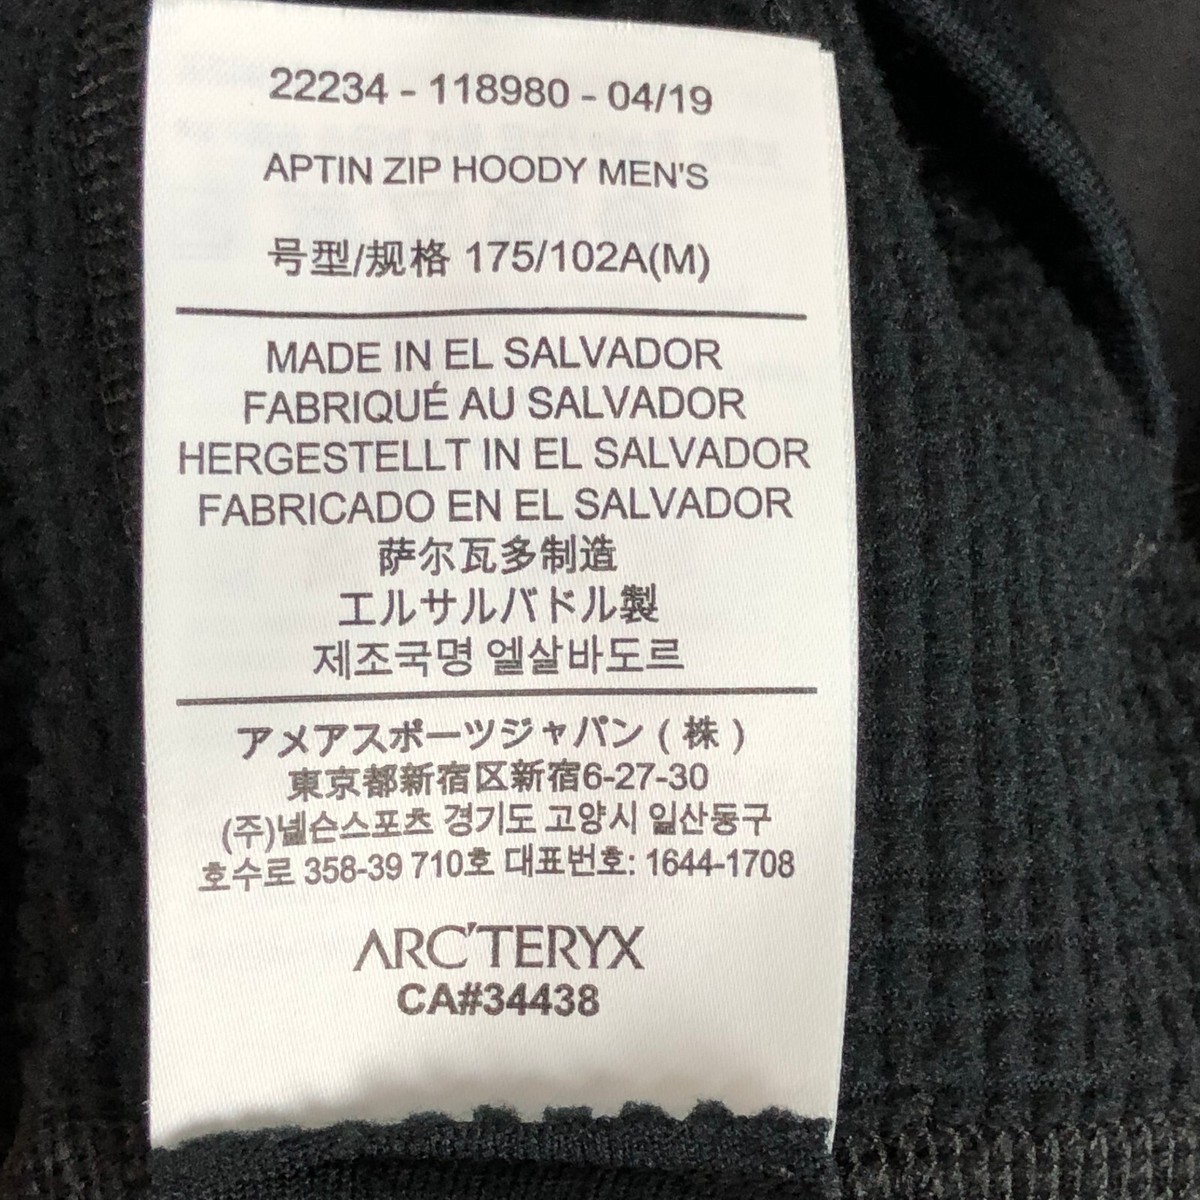 22234 - 118980 - 04/19
APTIN ZIP HOODY MEN'S
号型/规格 175/102A(M)
MADE IN EL SALVADOR
FABRIQUÉ AU SALVADOR
HERGESTELLT IN EL SALVADOR
FABRICADO EN EL SALVADOR
萨尔瓦多制造
エルサルバドル製
제조국명 엘살바도르
アメアスポーツジャパン ( 株 )
東京都新宿区新宿6-27-30
(주)넬슨스포츠 경기도 고양시 일산동구
호수로 358-39 710호 대표번호: 1644-1708
ARC'TERYX
CA#34438